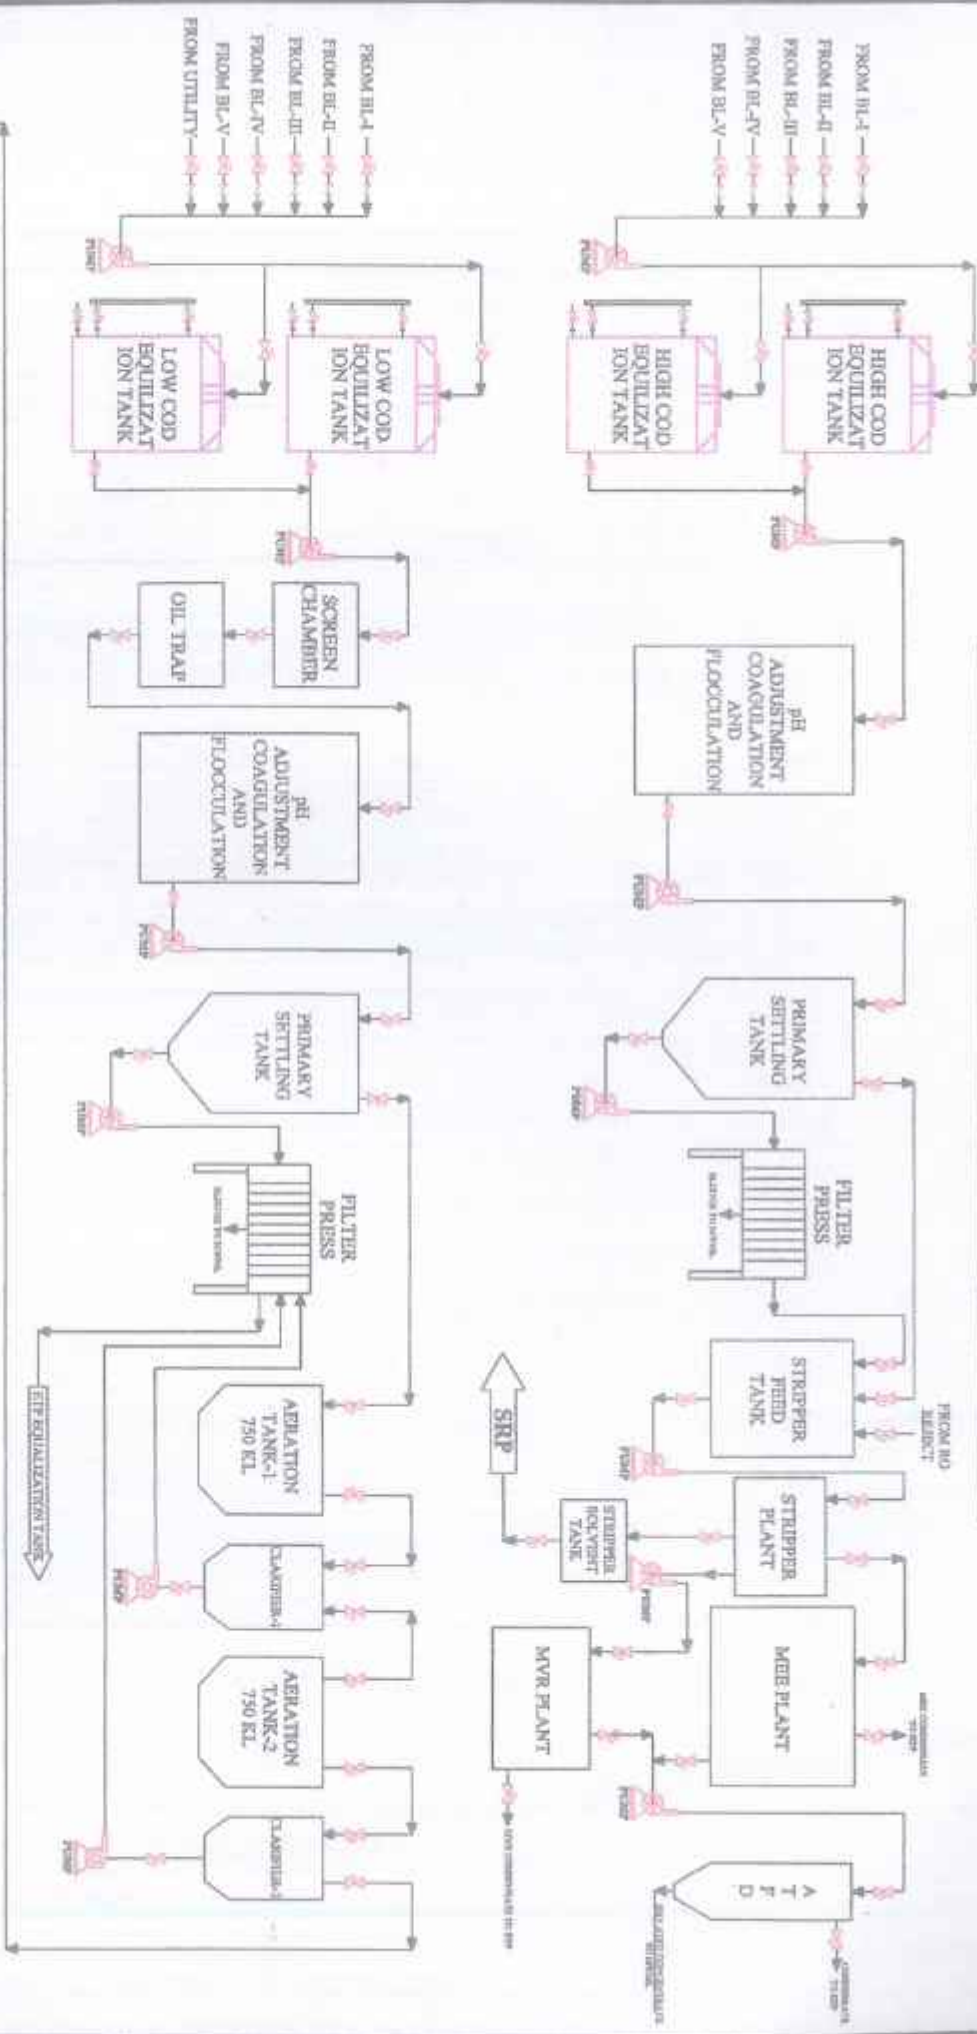 FROM BL-I
FROM BL-II
FROM BL-III
FROM BL-IV
FROM BL-V
PUMP
HIGH COD
EQUILIZAT
ION TANK
HIGH COD
EQUILIZAT
ION TANK
PUMP
pH
ADJUSTMENT
COAGULATION
AND
FLOCCULATION
PUMP
PRIMARY
SETTLING
TANK
PUMP
FILTER
PRESS
STRIPPER
FEED
TANK
FROM RO
REJECT
PUMP
STRIPPER
PLANT
STRIPPER
SOLVENT
TANK
SRP
PUMP
MEE PLANT
MVR PLANT
PUMP
A
T
F
D
FROM BL-I
FROM BL-II
FROM BL-III
FROM BL-IV
FROM BL-V
FROM UTILITY
PUMP
LOW COD
EQUILIZAT
ION TANK
LOW COD
EQUILIZAT
ION TANK
PUMP
SCREEN
CHAMBER
OIL TRAP
pH
ADJUSTMENT
COAGULATION
AND
FLOCCULATION
PUMP
PRIMARY
SETTLING
TANK
PUMP
FILTER
PRESS
ETP EQUALIZATION TANK
AERATION
TANK-1
750 KL
CLARIFIER-1
PUMP
AERATION
TANK-2
750 KL
CLARIFIER-2
PUMP